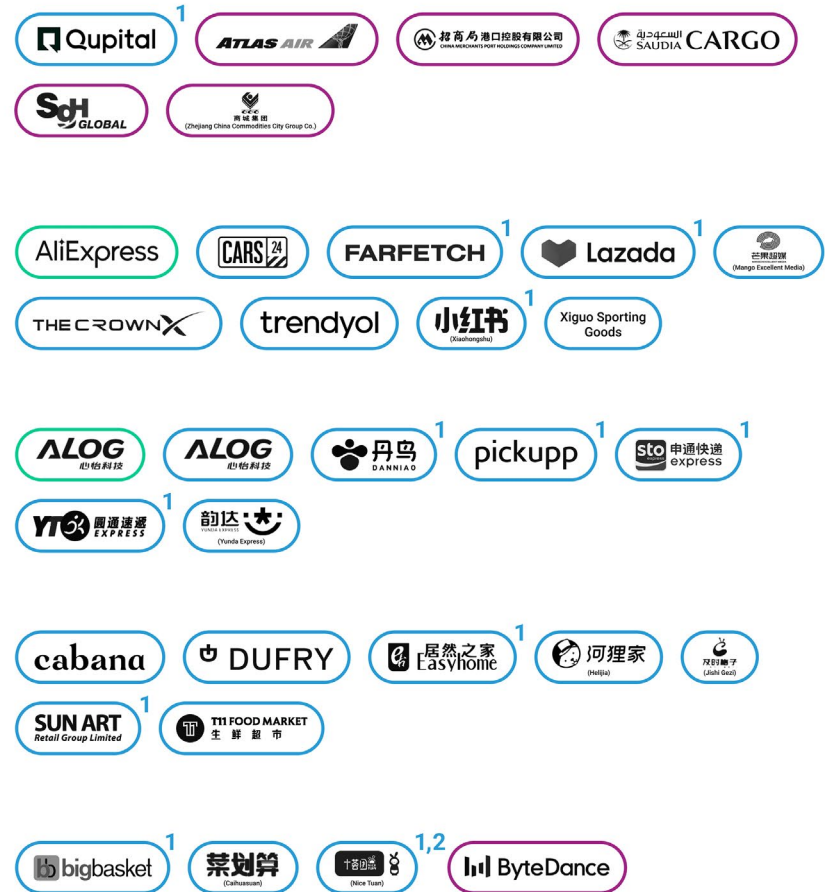 Qupital
1
ATLAS AIR
招商局港口控股有限公司
CHINA MERCHANTS PORT HOLDINGS COMPANY LIMITED
السعودية
SAUDIA CARGO
SGH
GLOBAL
商城集团
(Zhejiang China Commodities City Group Co.)
AliExpress
CARS 24
FARFETCH
1
Lazada
1
芒果超媒
(Mango Excellent Media)
THE CROWN X
trendyol
小红书
1
(Xiaohongshu)
Xiguo Sporting
Goods
ALOG
心怡科技
ALOG
心怡科技
丹鸟
DANNIAO
1
pickupp
1
sto
express
申通快递
express
1
YTO
圆通速递
EXPRESS
1
韵达
YUNDA EXPRESS
(Yunda Express)
cabana
DUFRY
居然之家
Easyhome
1
河狸家
(Helijia)
及时鸽子
(Jishi Gezi)
SUN ART
Retail Group Limited
1
T11 FOOD MARKET
生鲜超市
bb bigbasket
1
菜划算
(Caihuasuan)
十荟团
(Nice Tuan)
1,2
ByteDance